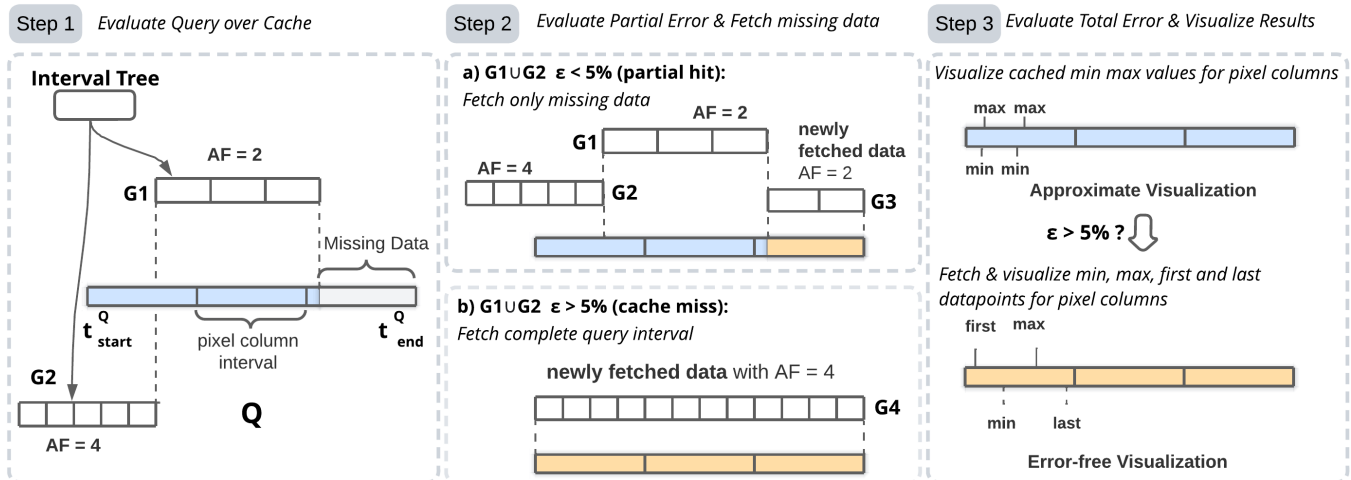 Step 1
Evaluate Query over Cache
Interval Tree
AF = 2
G1
Missing Data
t Q start
t Q end
pixel column
interval
G2
Q
AF = 4
Step 2
Evaluate Partial Error & Fetch missing data
a) G1∪G2 ε < 5% (partial hit):
Fetch only missing data
AF = 2
G1
newly
fetched data
AF = 2
AF = 4
G2
G3
b) G1∪G2 ε > 5% (cache miss):
Fetch complete query interval
newly fetched data with AF = 4
G4
Step 3
Evaluate Total Error & Visualize Results
Visualize cached min max values for pixel columns
max max
min min
Approximate Visualization
ε > 5% ?
Fetch & visualize min, max, first and last
datapoints for pixel columns
first max
min last
Error-free Visualization